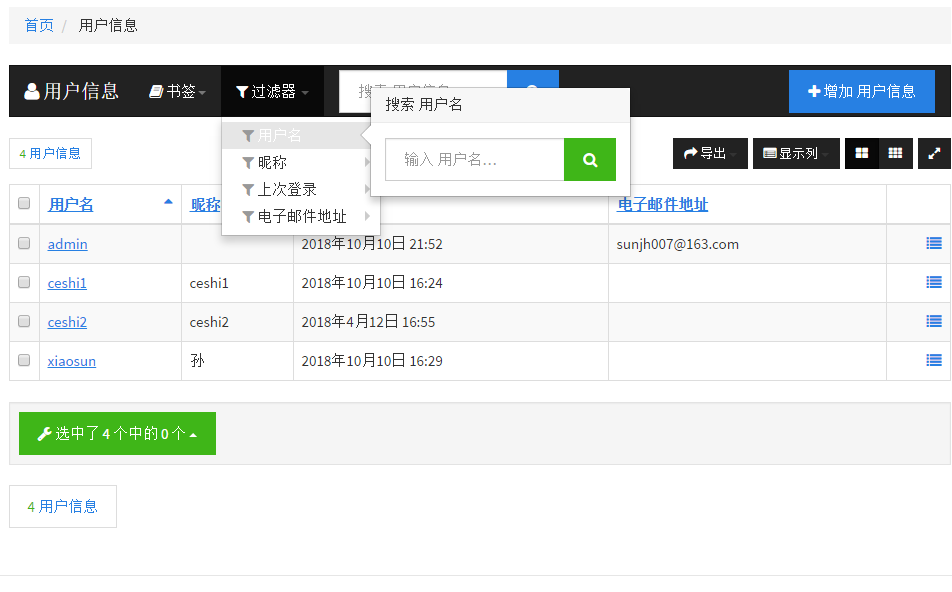 首页 / 用户信息
用户信息 书签 过滤器 增加 用户信息
搜索 用户名
用户名
昵称
上次登录
电子邮件地址
输入 用户名...
4 用户信息
导出 显示列
用户名 昵称 电子邮件地址
admin 2018年10月10日 21:52 sunjh007@163.com
ceshi1 ceshi1 2018年10月10日 16:24
ceshi2 ceshi2 2018年4月12日 16:55
xiaosun 孙 2018年10月10日 16:29
选中了 4 个中的 0 个
4 用户信息